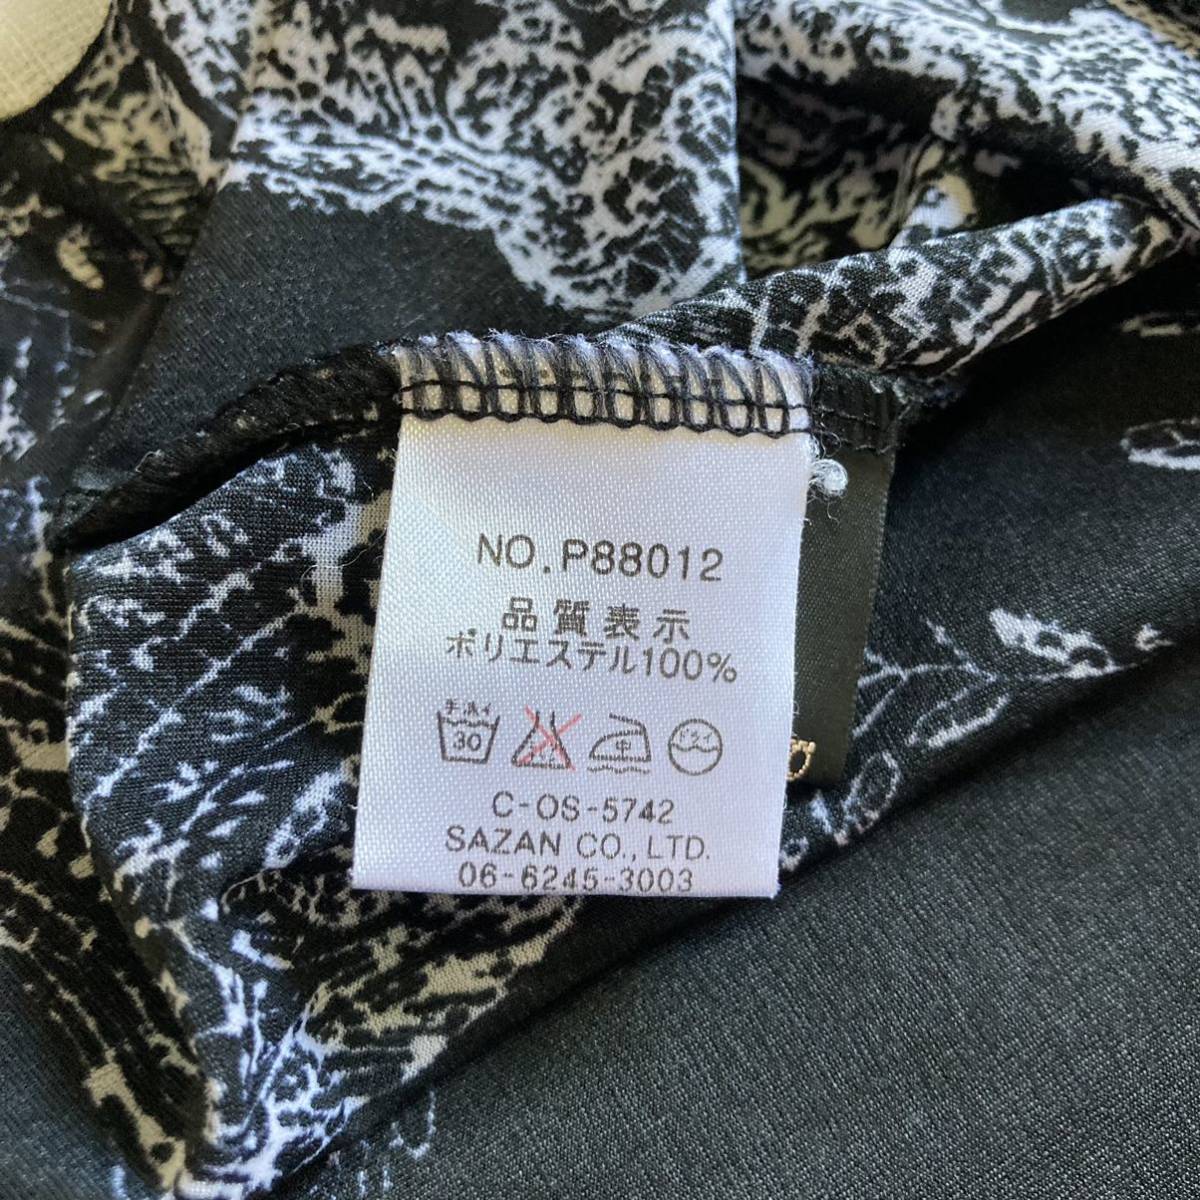 NO.P88012
品質表示
ポリエステル100%
手洗イ
30 中 ドライ
C-OS-5742
SAZAN CO.,LTD.
06-6245-3003